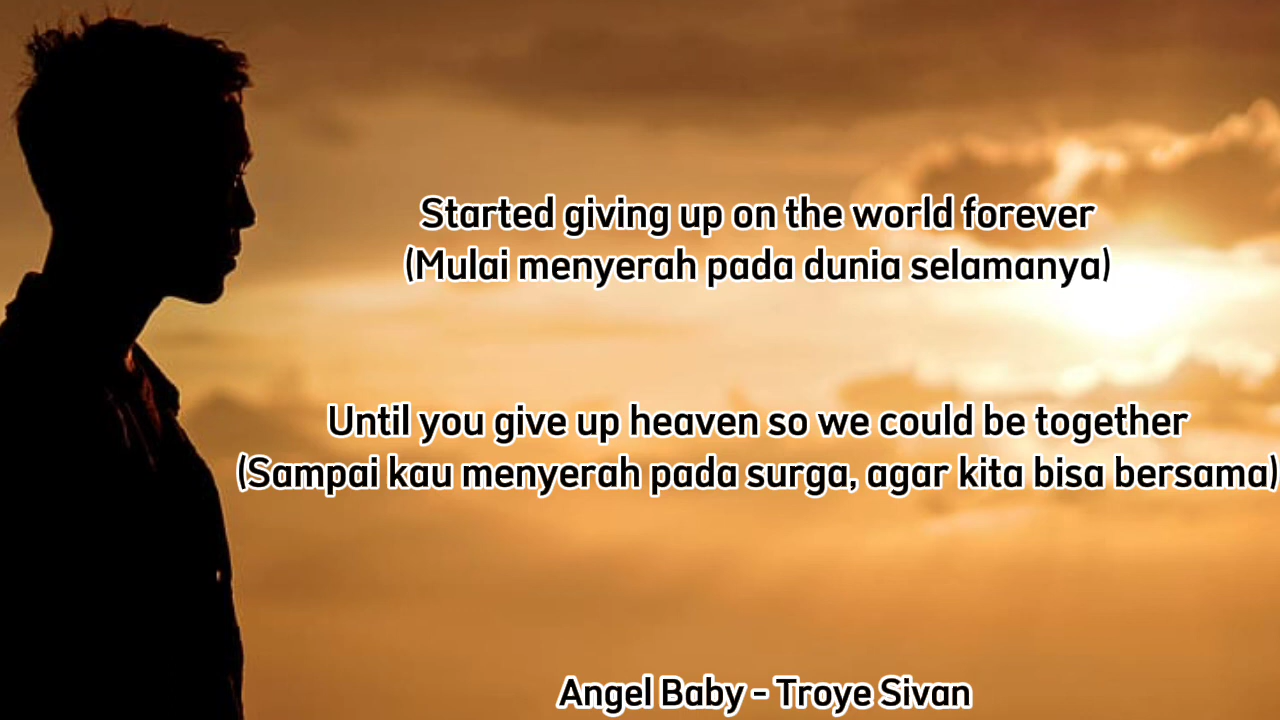 Started giving up on the world forever
(Mulai menyerah pada dunia selamanya)
Until you give up heaven so we could be together
(Sampai kau menyerah pada surga, agar kita bisa bersama)
Angel Baby - Troye Sivan